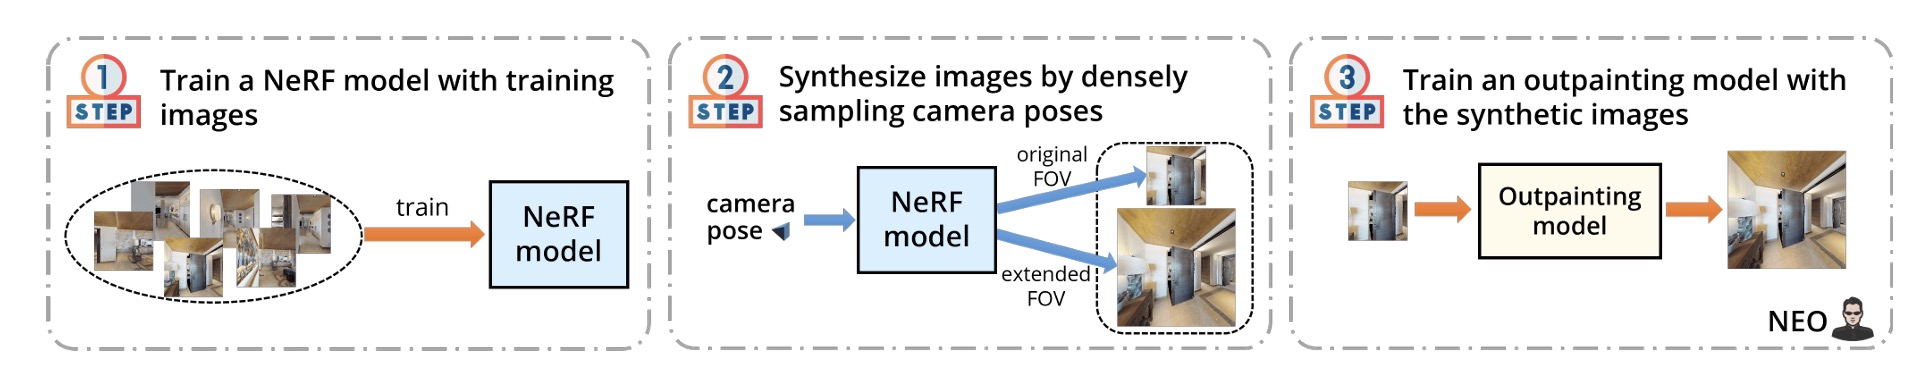 1
STEP
Train a NeRF model with training
images
train
NeRF
model
2
STEP
Synthesize images by densely
sampling camera poses
camera
pose
NeRF
model
original
FOV
extended
FOV
3
STEP
Train an outpainting model with
the synthetic images
Outpainting
model
NEO